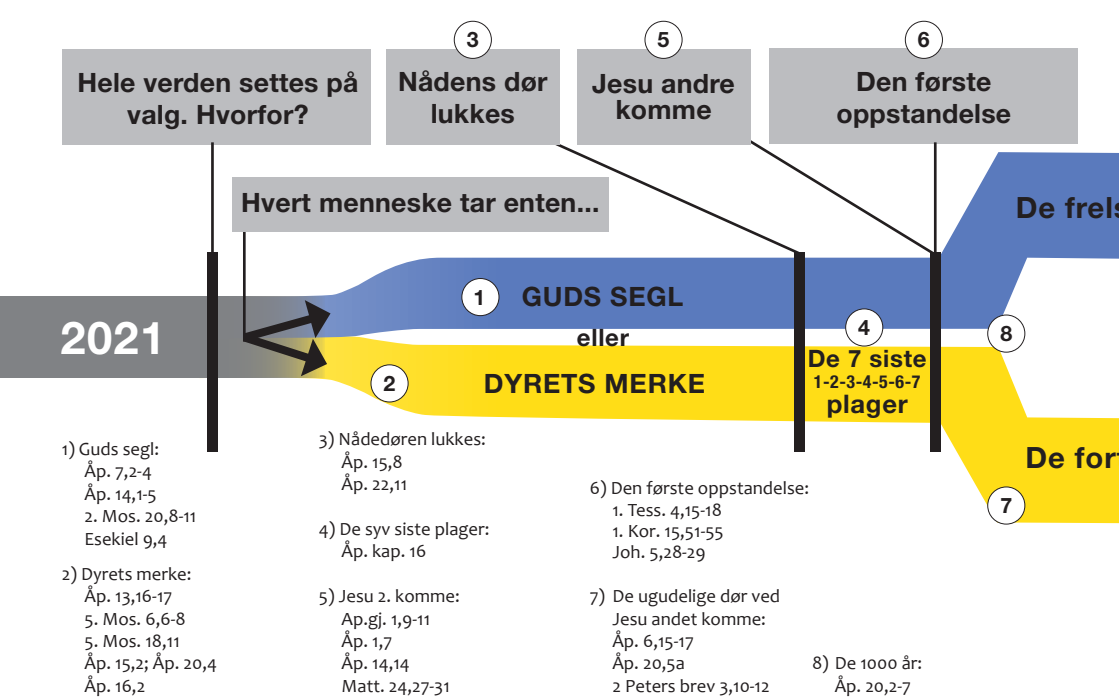 3
5
6
Hele verden settes på
valg. Hvorfor?
Nådens dør
lukkes
Jesu andre
komme
Den første
oppstandelse
Hvert menneske tar enten...
De frels
1
GUDS SEGL
eller
2021
4
8
De 7 siste
1-2-3-4-5-6-7
plager
2
DYRETS MERKE
De for
7
1) Guds segl:
Åp. 7,2-4
Åp. 14,1-5
2. Mos. 20,8-11
Esekiel 9,4
2) Dyrets merke:
Åp. 13,16-17
5. Mos. 6,6-8
5. Mos. 18,11
Åp. 15,2; Åp. 20,4
Åp. 16,2
3) Nådedøren lukkes:
Åp. 15,8
Åp. 22,11
4) De syv siste plager:
Åp. kap. 16
5) Jesu 2. komme:
Ap.gj. 1,9-11
Åp. 1,7
Åp. 14,14
Matt. 24,27-31
6) Den første oppstandelse:
1. Tess. 4,15-18
1. Kor. 15,51-55
Joh. 5,28-29
7) De ugudelige dør ved
Jesu andet komme:
Åp. 6,15-17
Åp. 20,5a
2 Peters brev 3,10-12
8) De 1000 år:
Åp. 20,2-7